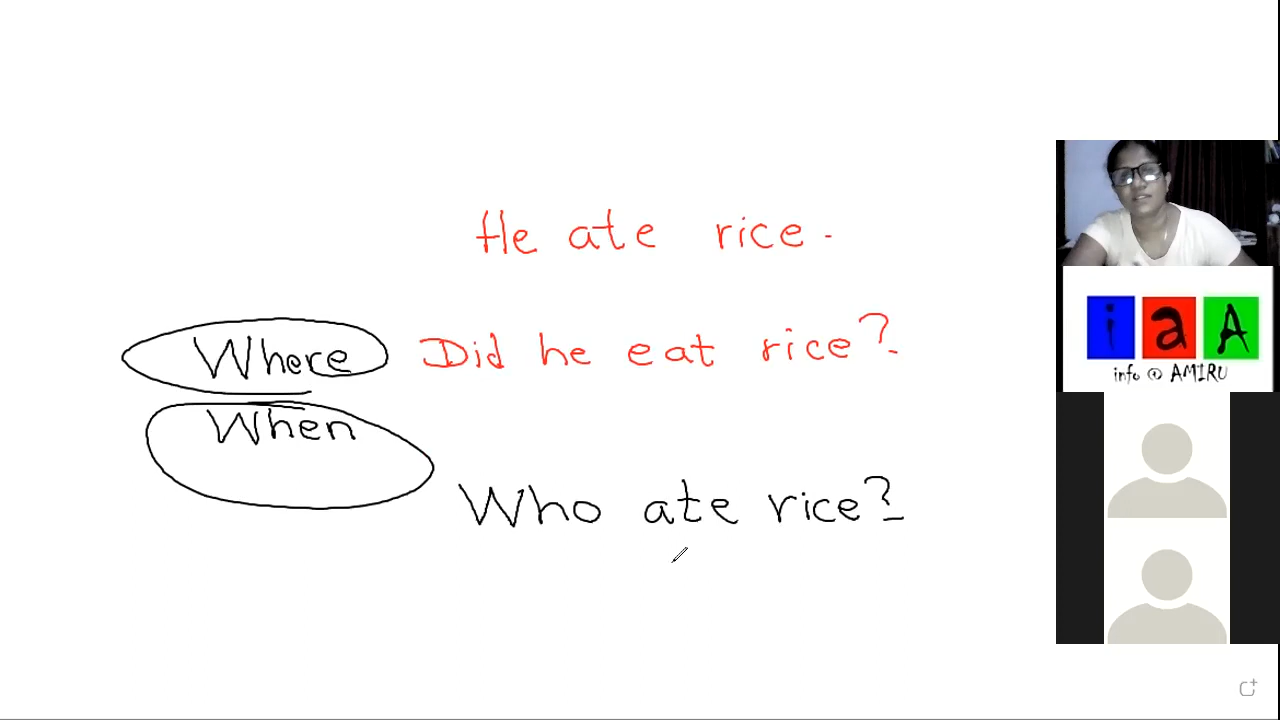 He ate rice.
Where Did he eat rice?
When
Who ate rice?
i a A
info @ AMIRU